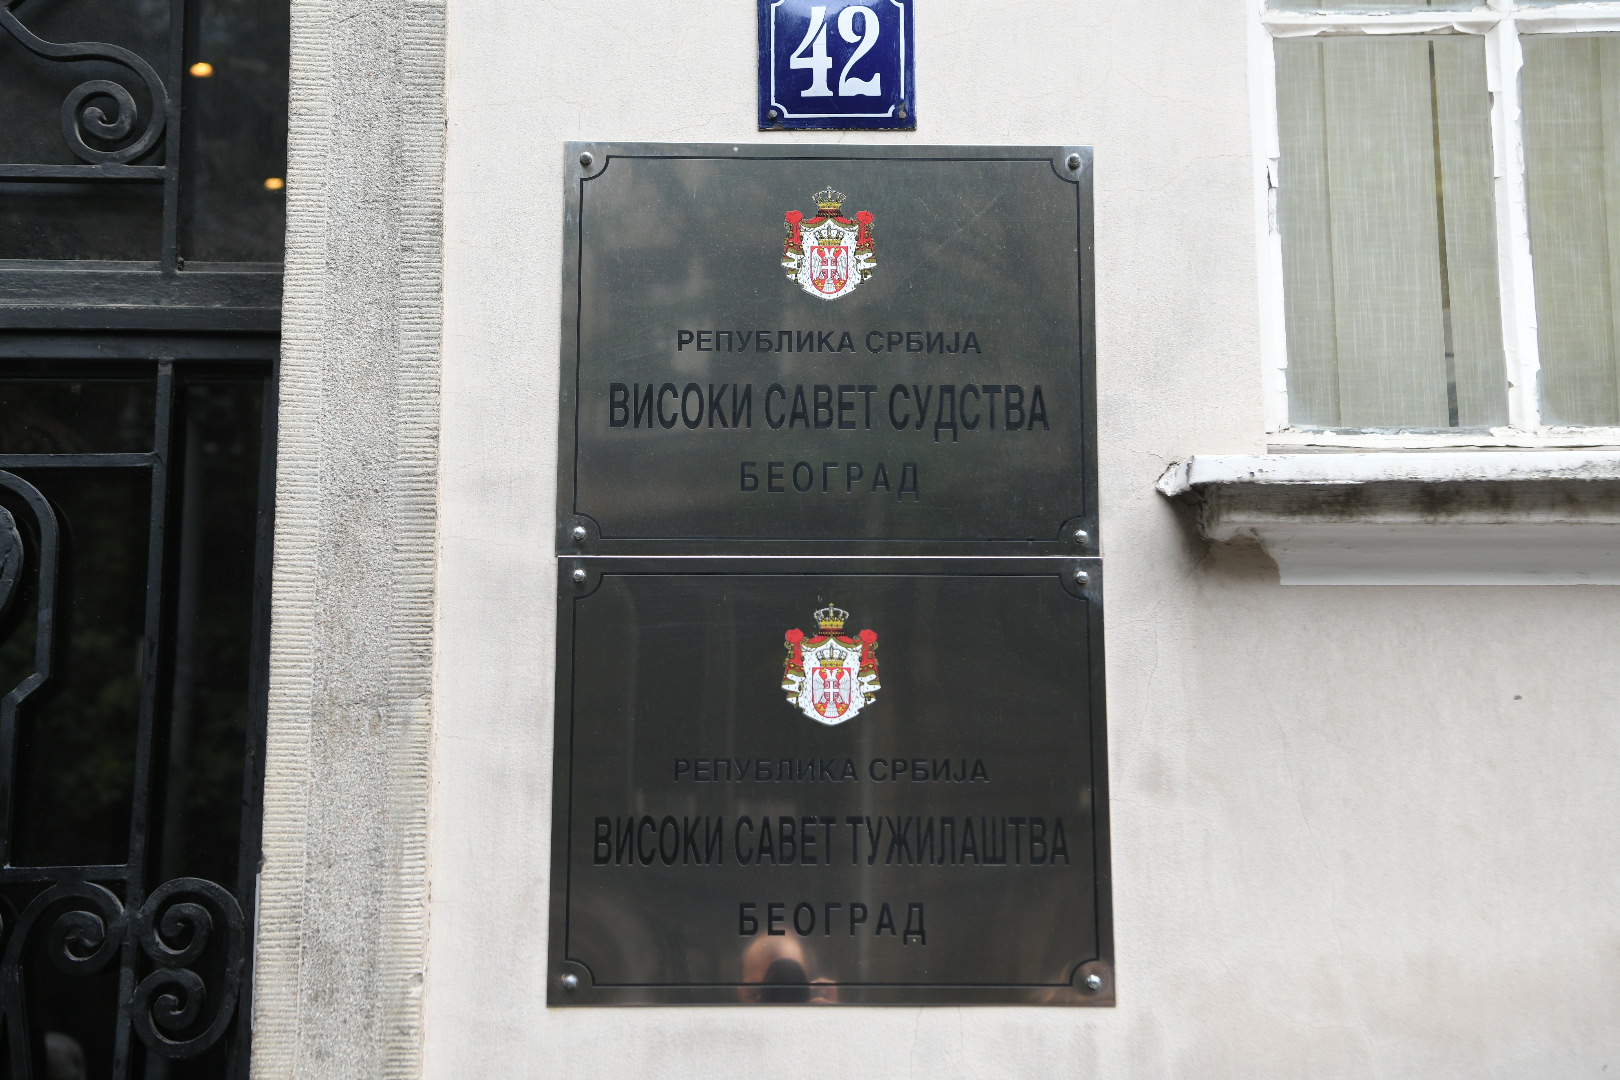 42
РЕПУБЛИКА СРБИЈА
ВИСОКИ САВЕТ СУДСТВА
БЕОГРАД
РЕПУБЛИКА СРБИЈА
ВИСОКИ САВЕТ ТУЖИЛАШТВА
БЕОГРАД